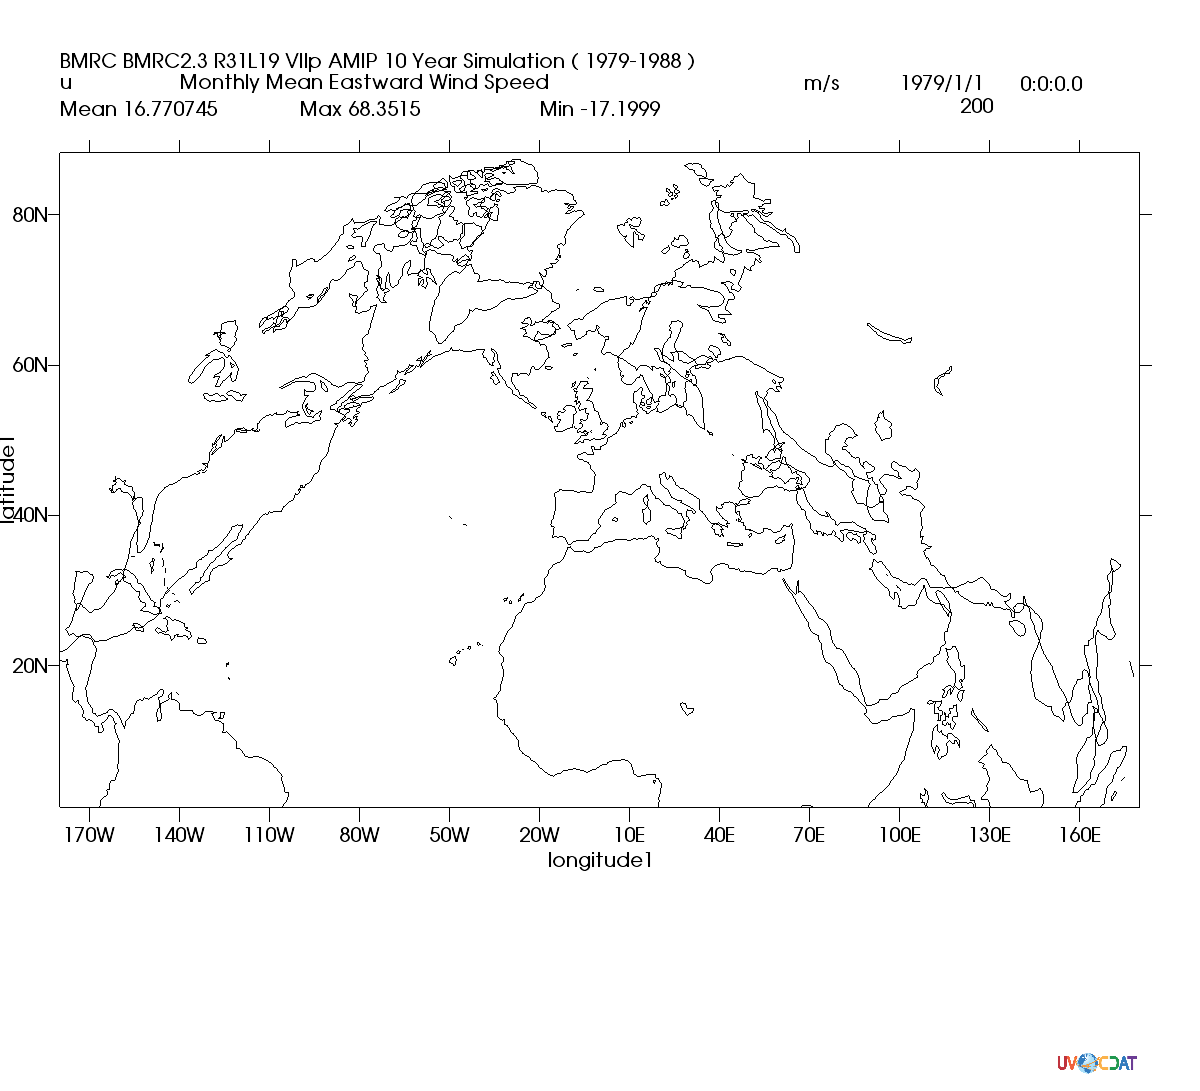 BMRC BMRC2.3 R31L19 VIIp AMIP 10 Year Simulation ( 1979-1988 )
u Monthly Mean Eastward Wind Speed m/s 1979/1/1 0:0:0.0
Mean 16.770745 Max 68.3515 Min -17.1999 200
80N
60N
latitude1
40N
20N
170W 140W 110W 80W 50W 20W 10E 40E 70E 100E 130E 160E
longitude1
UV CDAT